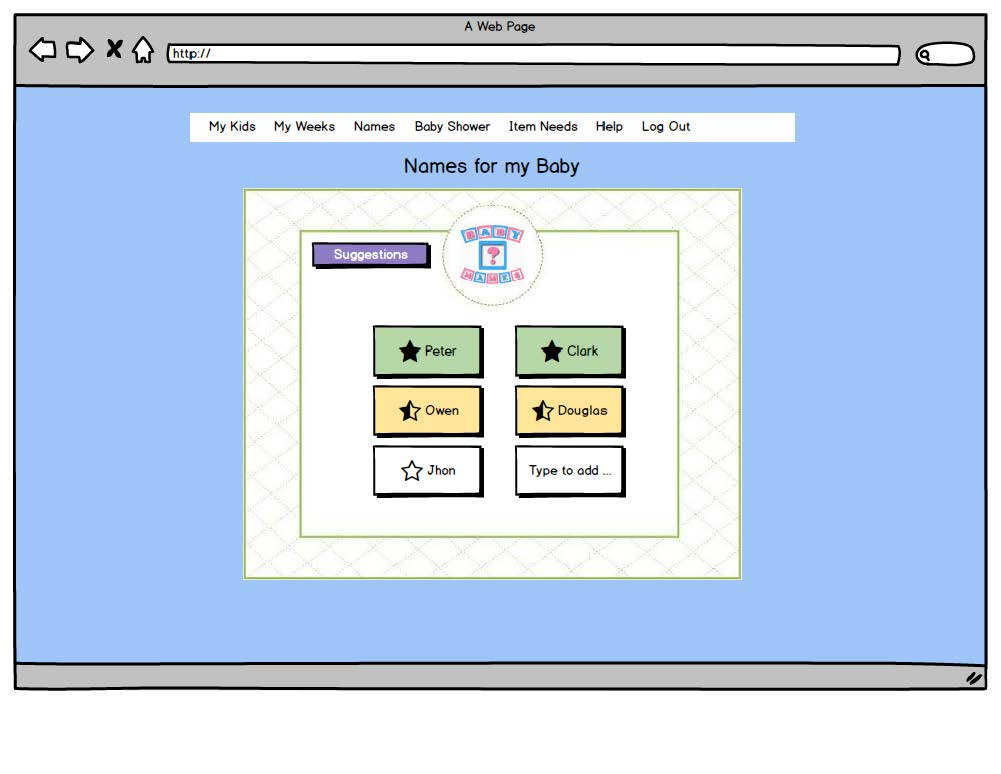 A Web Page
http://
My Kids My Weeks Names Baby Shower Item Needs Help Log Out
Names for my Baby
Suggestions
BABY
?
NAMES
Peter Clark
Owen Douglas
Jhon Type to add ...